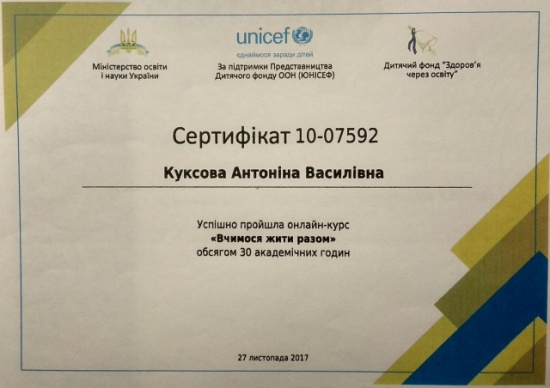 Міністерство освіти
і науки України
unicef
єднаймося заради дітей
За підтримки Представництва
Дитячого фонду ООН (ЮНІСЕФ)
Дитячий фонд "Здоров'я
через освіту"
Сертифікат 10-07592
Куксова Антоніна Василівна
Успішно пройшла онлайн-курс
«Вчимося жити разом»
обсягом 30 академічних годин
27 листопада 2017